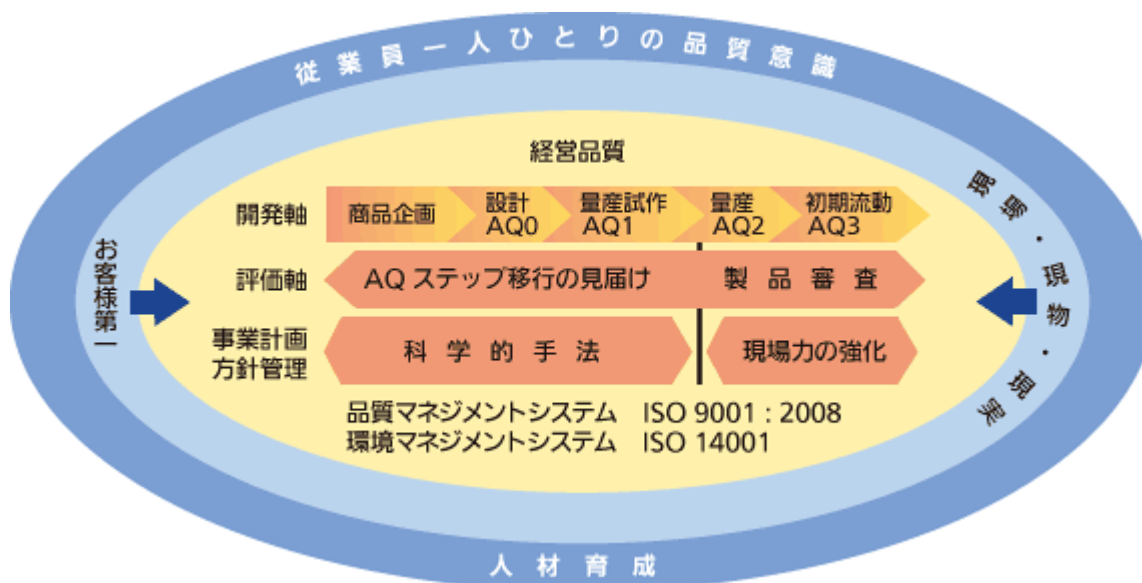 従業員一人ひとりの品質意識
経営品質
開発軸
商品企画
設計
AQ0
量産試作
AQ1
量産
AQ2
初期流動
AQ3
評価軸
AQ ステップ移行の見届け
製品審査
事業計画
方針管理
科学的手法
現場力の強化
品質マネジメントシステム ISO 9001 : 2008
環境マネジメントシステム ISO 14001
お客様第一
現場・現物・現実
人材育成